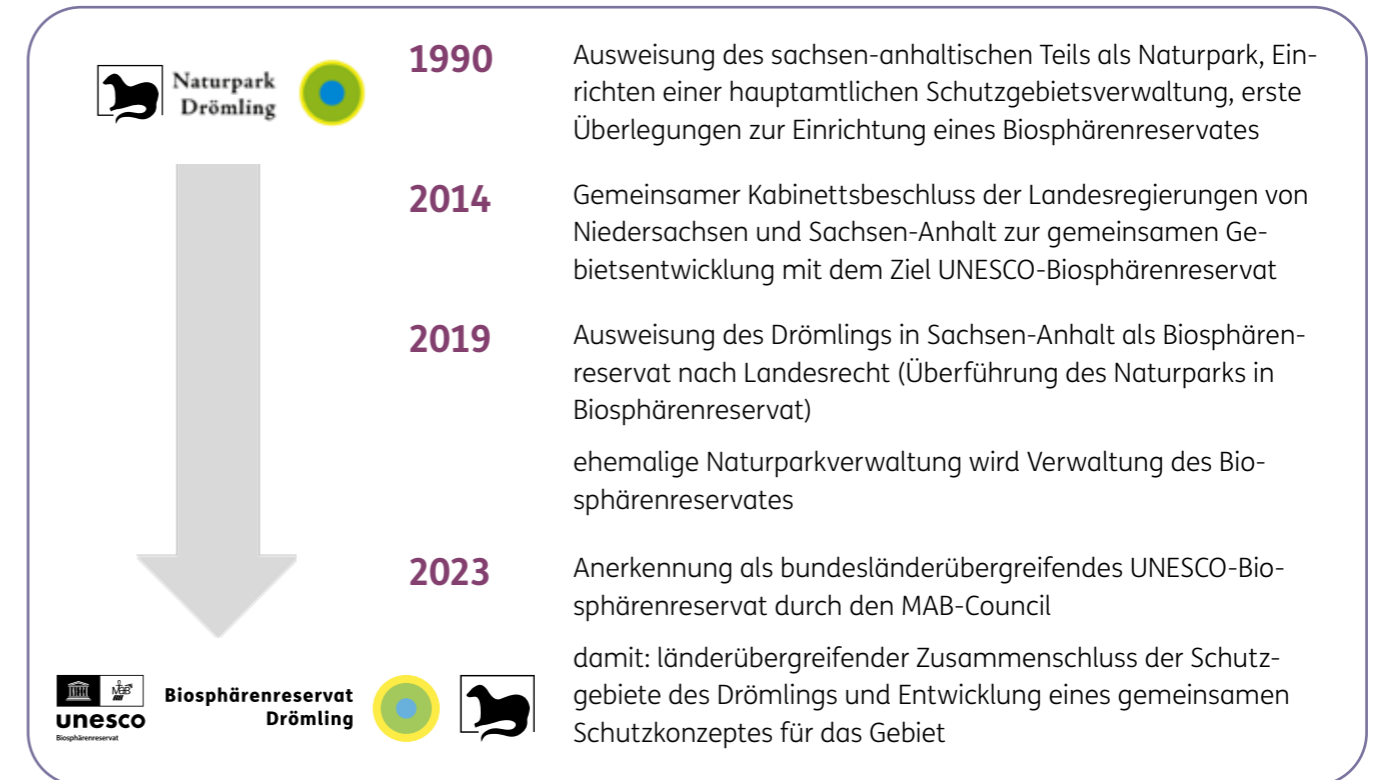 Naturpark
Drömling
1990
Ausweisung des sachsen-anhaltischen Teils als Naturpark, Ein-
richten einer hauptamtlichen Schutzgebietsverwaltung, erste
Überlegungen zur Einrichtung eines Biosphärenreservates
2014
Gemeinsamer Kabinettsbeschluss der Landesregierungen von
Niedersachsen und Sachsen-Anhalt zur gemeinsamen Ge-
bietsentwicklung mit dem Ziel UNESCO-Biosphärenreservat
2019
Ausweisung des Drömlings in Sachsen-Anhalt als Biosphären-
reservat nach Landesrecht (Überführung des Naturparks in
Biosphärenreservat)
ehemalige Naturparkverwaltung wird Verwaltung des Bio-
sphärenreservates
2023
Anerkennung als bundesländerübergreifendes UNESCO-Bio-
sphärenreservat durch den MAB-Council
damit: länderübergreifender Zusammenschluss der Schutz-
gebiete des Drömlings und Entwicklung eines gemeinsamen
Schutzkonzeptes für das Gebiet
MAB
unesco
Biosphärenreservat
Biosphärenreservat
Drömling